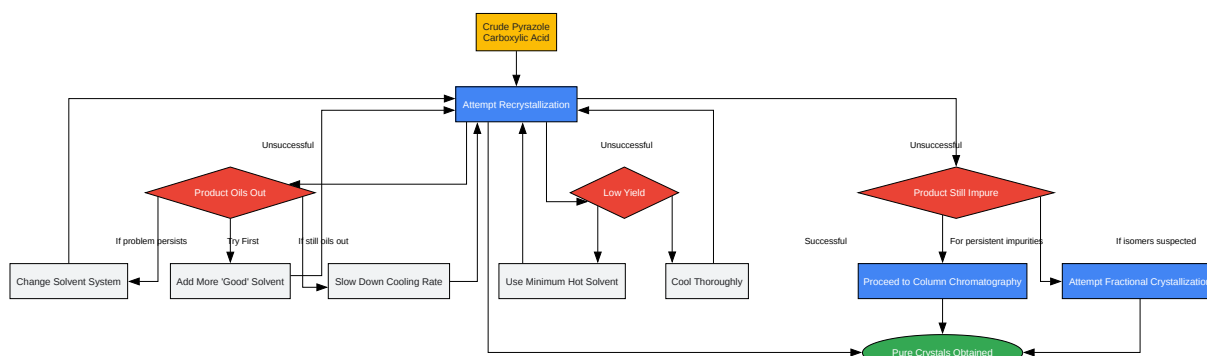 Crude Pyrazole
Carboxylic Acid
Attempt Recrystallization
Unsuccessful
Unsuccessful
Unsuccessful
Product Oils Out
Low Yield
Product Still Impure
If problem persists
Try First
If still oils out
Successful
For persistent impurities
If isomers suspected
Change Solvent System
Add More 'Good' Solvent
Slow Down Cooling Rate
Use Minimum Hot Solvent
Cool Thoroughly
Proceed to Column Chromatography
Attempt Fractional Crystallization
Pure Crystals Obtained